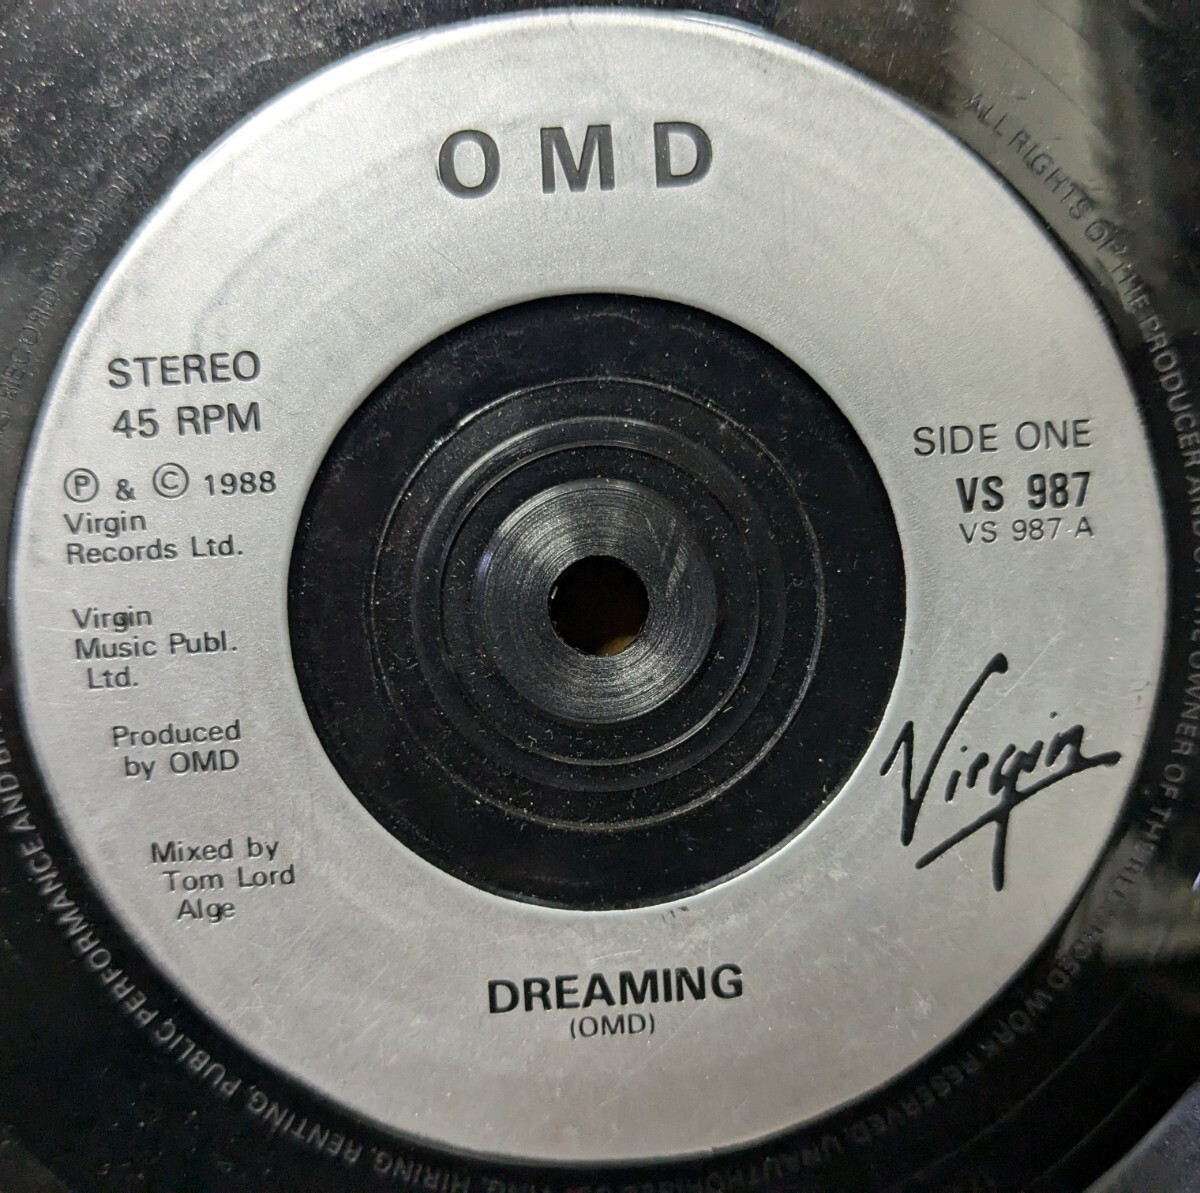 OMD
STEREO
45 RPM
Ⓟ & © 1988
Virgin
Records Ltd.
Virgin
Music Publ.
Ltd.
Produced
by OMD
Mixed by
Tom Lord
Alge
SIDE ONE
VS 987
VS 987-A
Virgin
DREAMING
(OMD)
ALL RIGHTS OF THE PRODUCER AND OF THE OWNER OF THE RECORDED WORK RESERVED. UNAUTHORISED HIRING, RENTING, PUBLIC PERFORMANCE AND